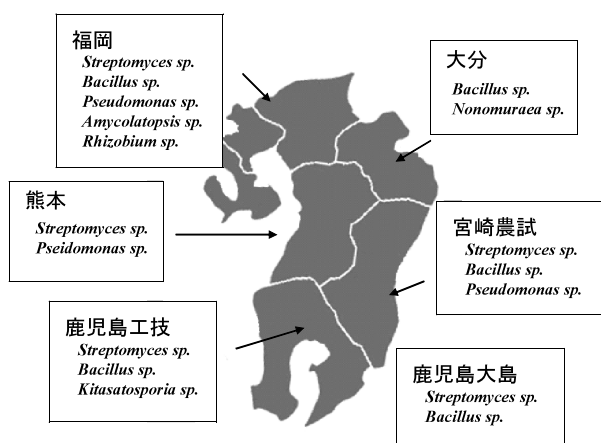 福岡
Streptomyces sp.
Bacillus sp.
Pseudomonas sp.
Amycolatopsis sp.
Rhizobium sp.
大分
Bacillus sp.
Nonomuraea sp.
熊本
Streptomyces sp.
Pseidomonas sp.
宮崎農試
Streptomyces sp.
Bacillus sp.
Pseudomonas sp.
鹿児島工技
Streptomyces sp.
Bacillus sp.
Kitasatosporia sp.
鹿児島大島
Streptomyces sp.
Bacillus sp.